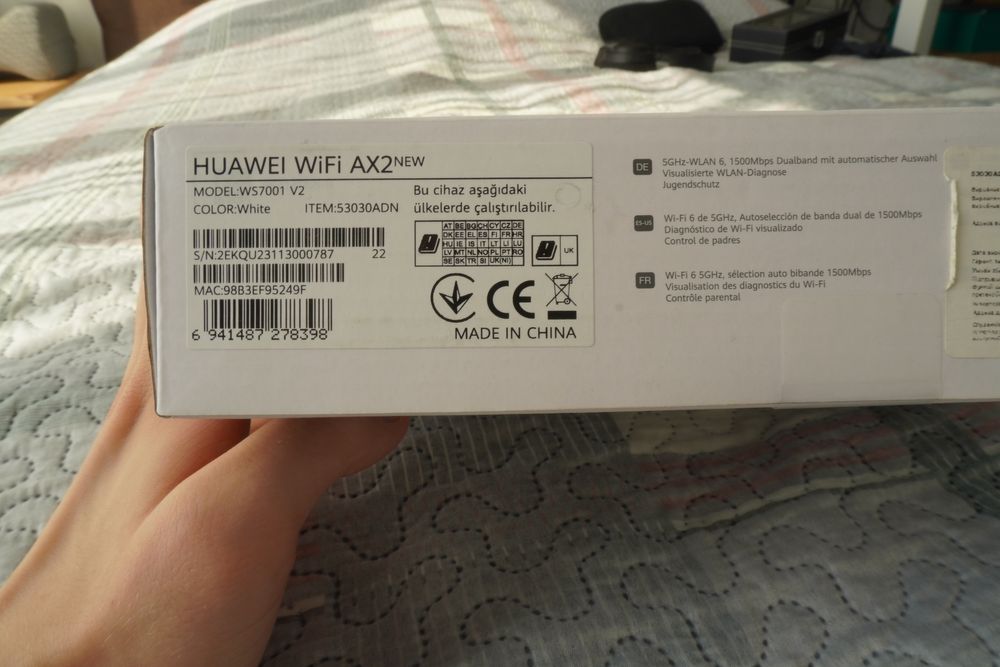 HUAWEI WiFi AX2 NEW
MODEL:WS7001 V2
COLOR:White ITEM:53030ADN
S/N:2EKQU23113000787 22
MAC:98B3EF95249F
6 941487 278398
Bu cihaz aşağıdaki
ülkelerde çalıştırılabilir.
AT BE BG CH CY CZ DE
DK EE EL ES FI FR HR
HU IE IS IT LT LI LU
LV MT NL NO PL PT RO
SE SK TR SI UK(NI)
UK
CE
MADE IN CHINA
DE 5GHz-WLAN 6, 1500Mbps Dualband mit automatischer Auswahl
Visualisierte WLAN-Diagnose
Jugendschutz
ES-US Wi-Fi 6 de 5GHz, Autoselección de banda dual de 1500Mbps
Diagnóstico de Wi-Fi visualizado
Control de padres
FR Wi-Fi 6 5GHz, sélection auto bibande 1500Mbps
Visualisation des diagnostics du Wi-Fi
Contrôle parental